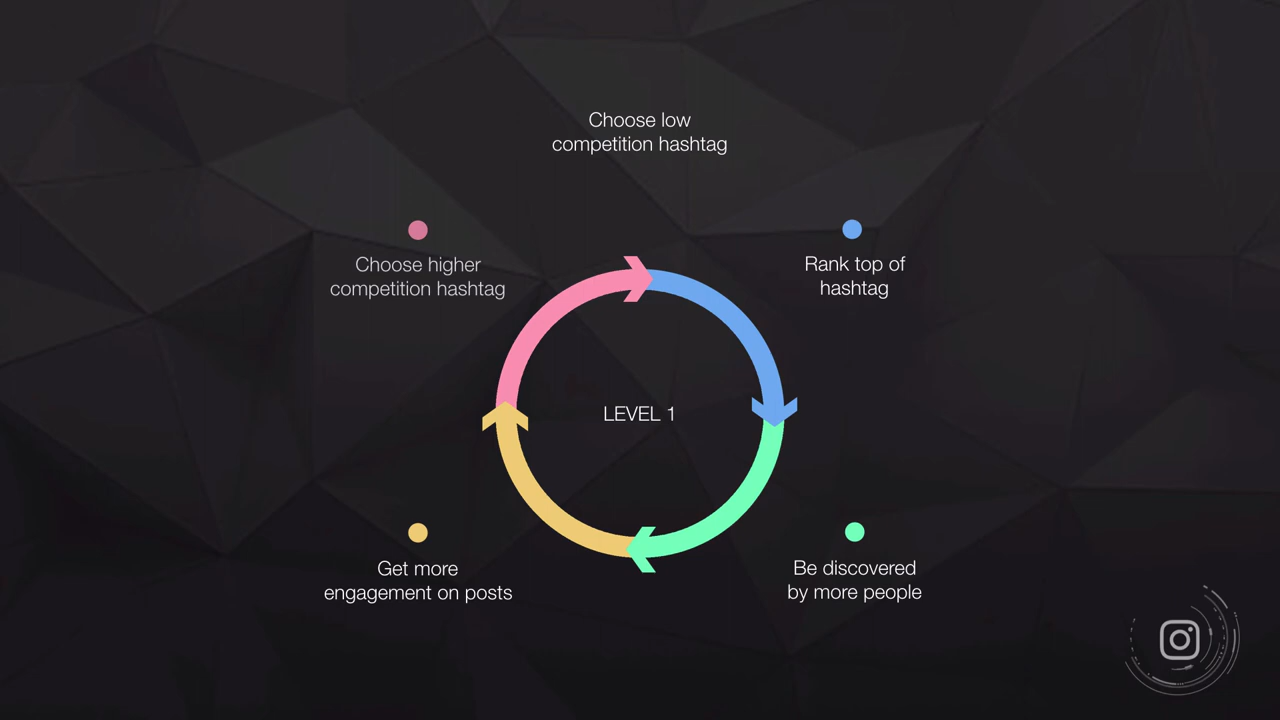 Choose low
competition hashtag
Choose higher
competition hashtag
Rank top of
hashtag
LEVEL 1
Get more
engagement on posts
Be discovered
by more people